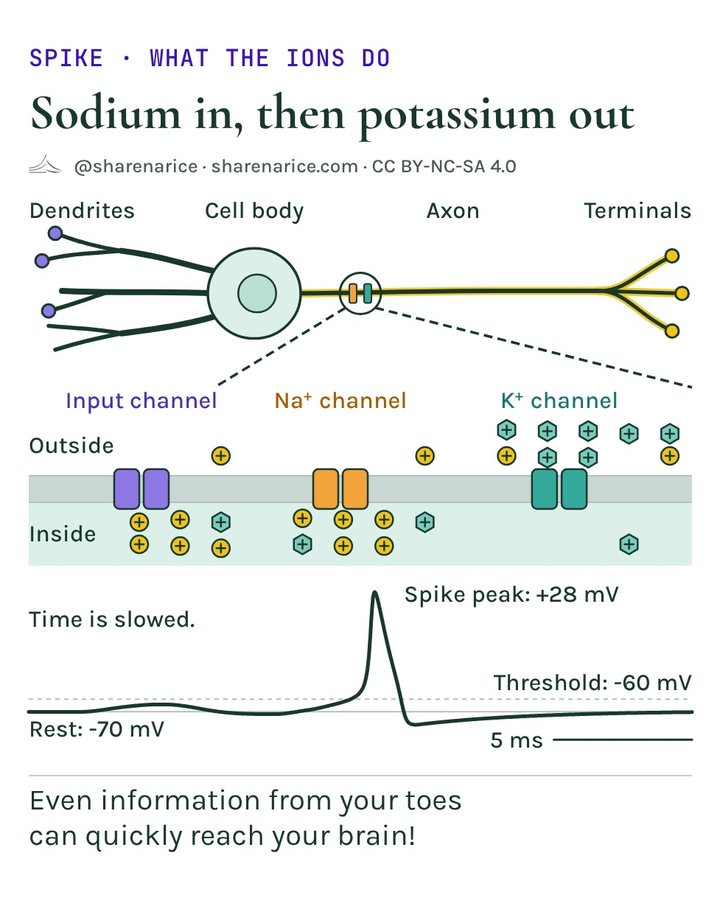 SPIKE · WHAT THE IONS DO
Sodium in, then potassium out
@sharenarice · sharenarice.com · CC BY-NC-SA 4.0
Dendrites Cell body Axon Terminals
Input channel Na⁺ channel K⁺ channel
Outside
Inside
Spike peak: +28 mV
Time is slowed.
Threshold: -60 mV
Rest: -70 mV
5 ms
Even information from your toes
can quickly reach your brain!